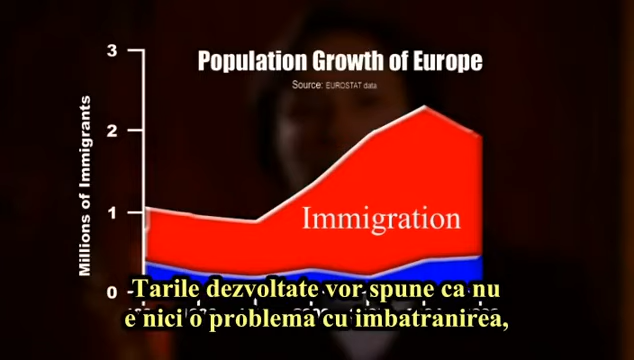 Population Growth of Europe
Source: EUROSTAT data
3
2
1
0
Millions of Immigrants
Immigration
Tarile dezvoltate vor spune ca nu
e nici o problema cu imbatranirea,